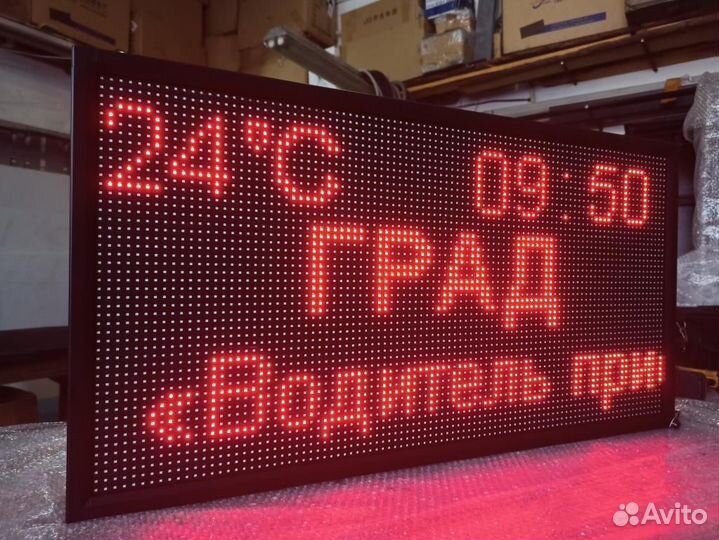 24°C 09:50
ГРАД
«Водитель при
Avito